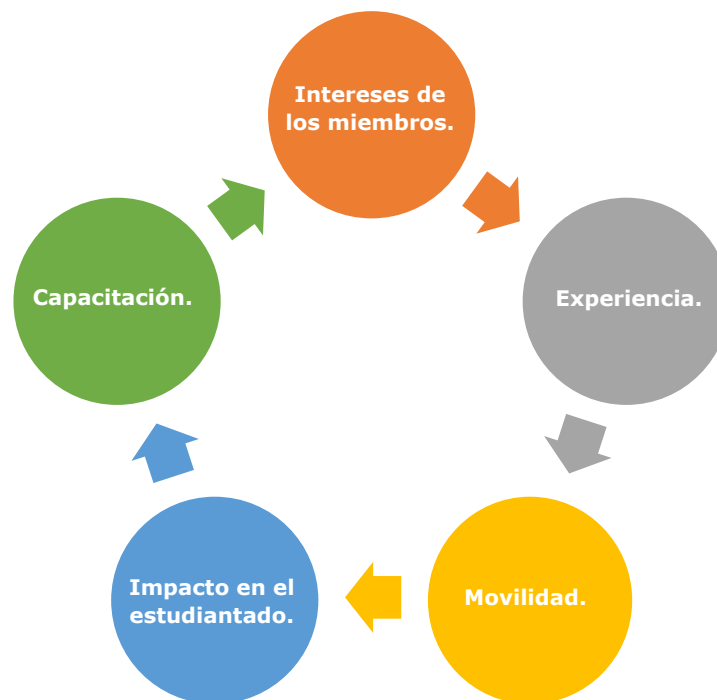 Intereses de
los miembros.
Experiencia.
Movilidad.
Impacto en el
estudiantado.
Capacitación.